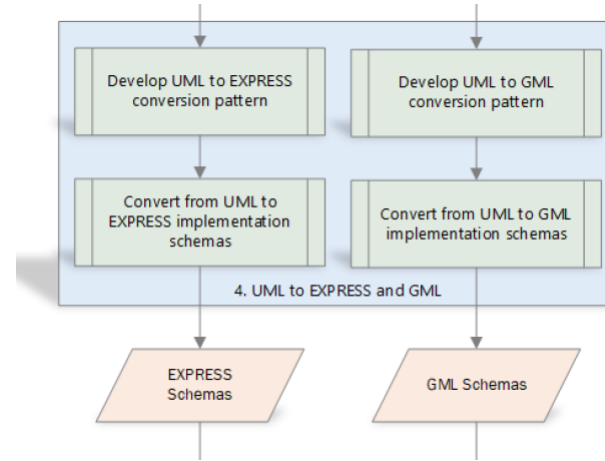 Develop UML to EXPRESS
conversion pattern
Develop UML to GML
conversion pattern
Convert from UML to
EXPRESS implementation
schemas
Convert from UML to GML
implementation schemas
4. UML to EXPRESS and GML
EXPRESS
Schemas
GML Schemas